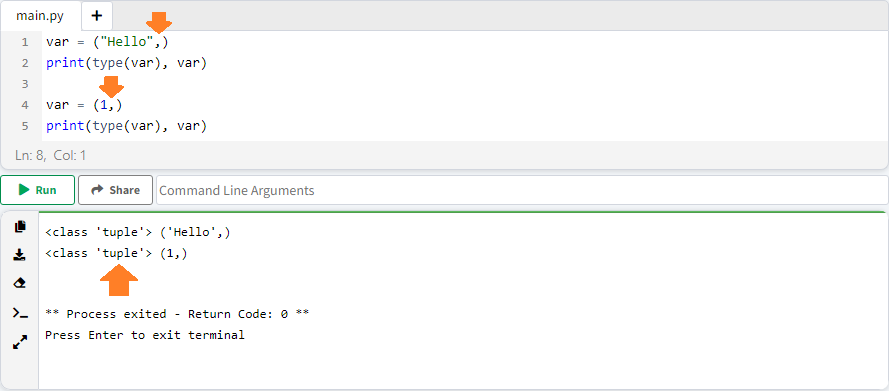 main.py +
1 var = ("Hello",)
2 print(type(var), var)
3
4 var = (1,)
5 print(type(var), var)
Ln: 8, Col: 1
Run Share Command Line Arguments
<class 'tuple'> ('Hello',)
<class 'tuple'> (1,)
** Process exited - Return Code: 0 **
Press Enter to exit terminal